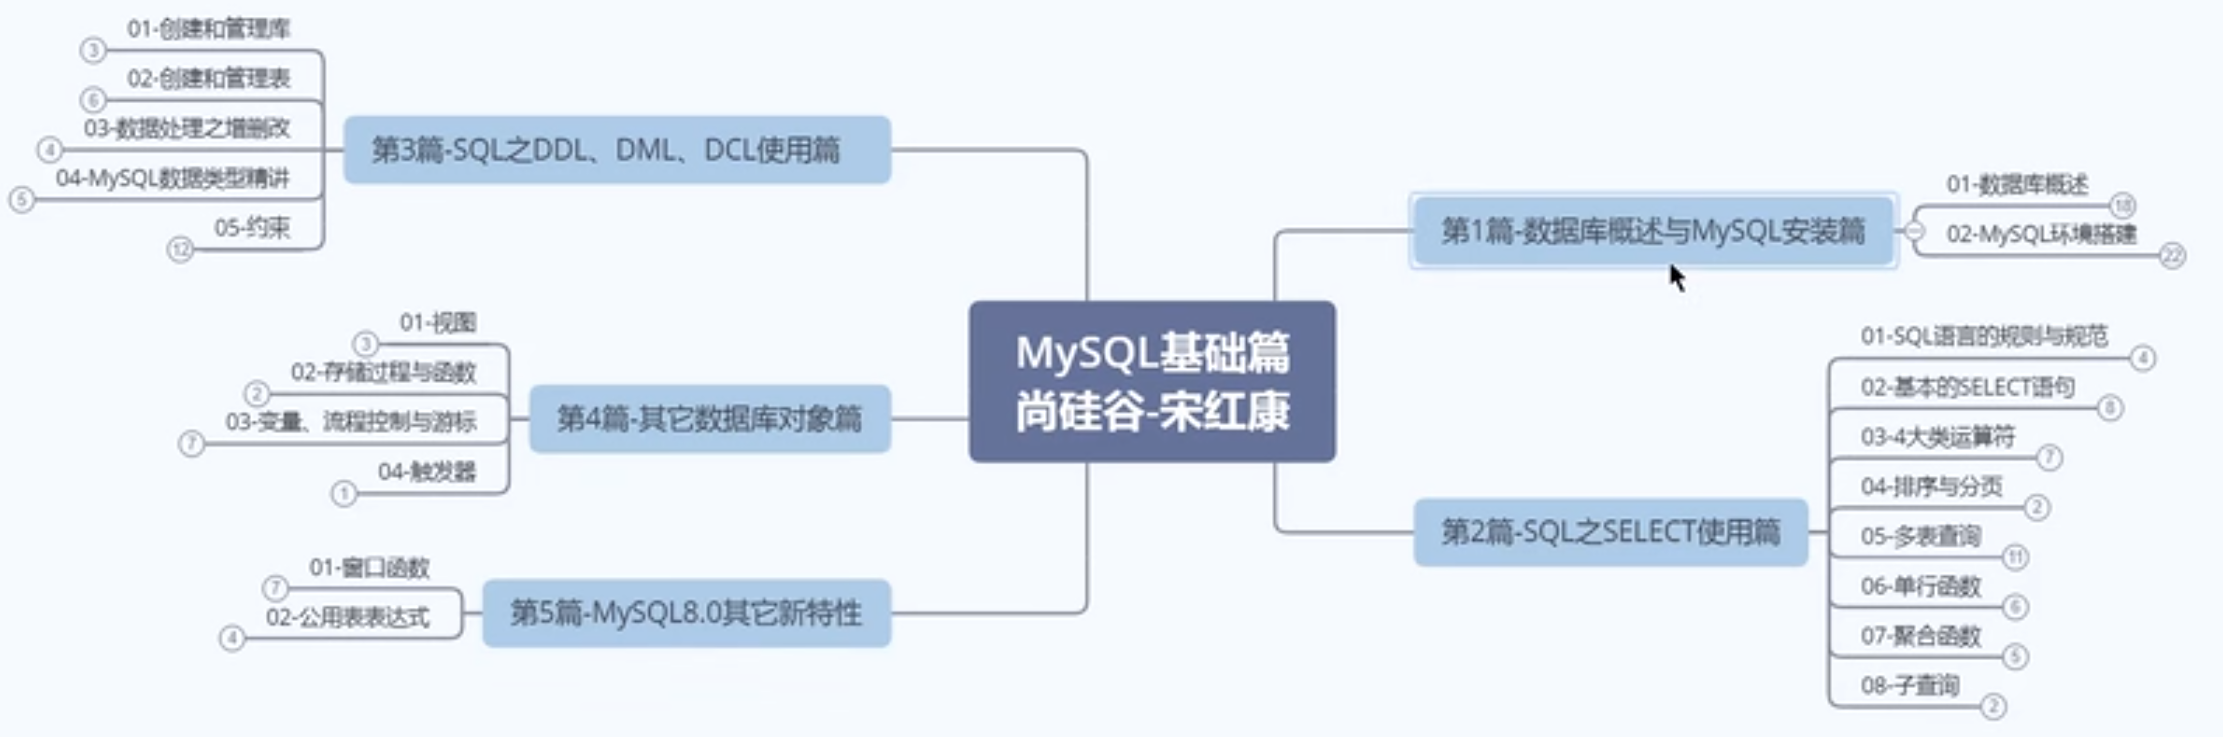 MySQL基础篇
尚硅谷-宋红康
第1篇-数据库概述与MySQL安装篇
01-数据库概述
18
02-MySQL环境搭建
22
第2篇-SQL之SELECT使用篇
01-SQL语言的规则与规范
4
02-基本的SELECT语句
8
03-4大类运算符
7
04-排序与分页
2
05-多表查询
11
06-单行函数
6
07-聚合函数
5
08-子查询
2
第3篇-SQL之DDL、DML、DCL使用篇
01-创建和管理库
3
02-创建和管理表
6
03-数据处理之增删改
4
04-MySQL数据类型精讲
5
05-约束
12
第4篇-其它数据库对象篇
01-视图
3
02-存储过程与函数
2
03-变量、流程控制与游标
7
04-触发器
1
第5篇-MySQL8.0其它新特性
01-窗口函数
7
02-公用表表达式
4